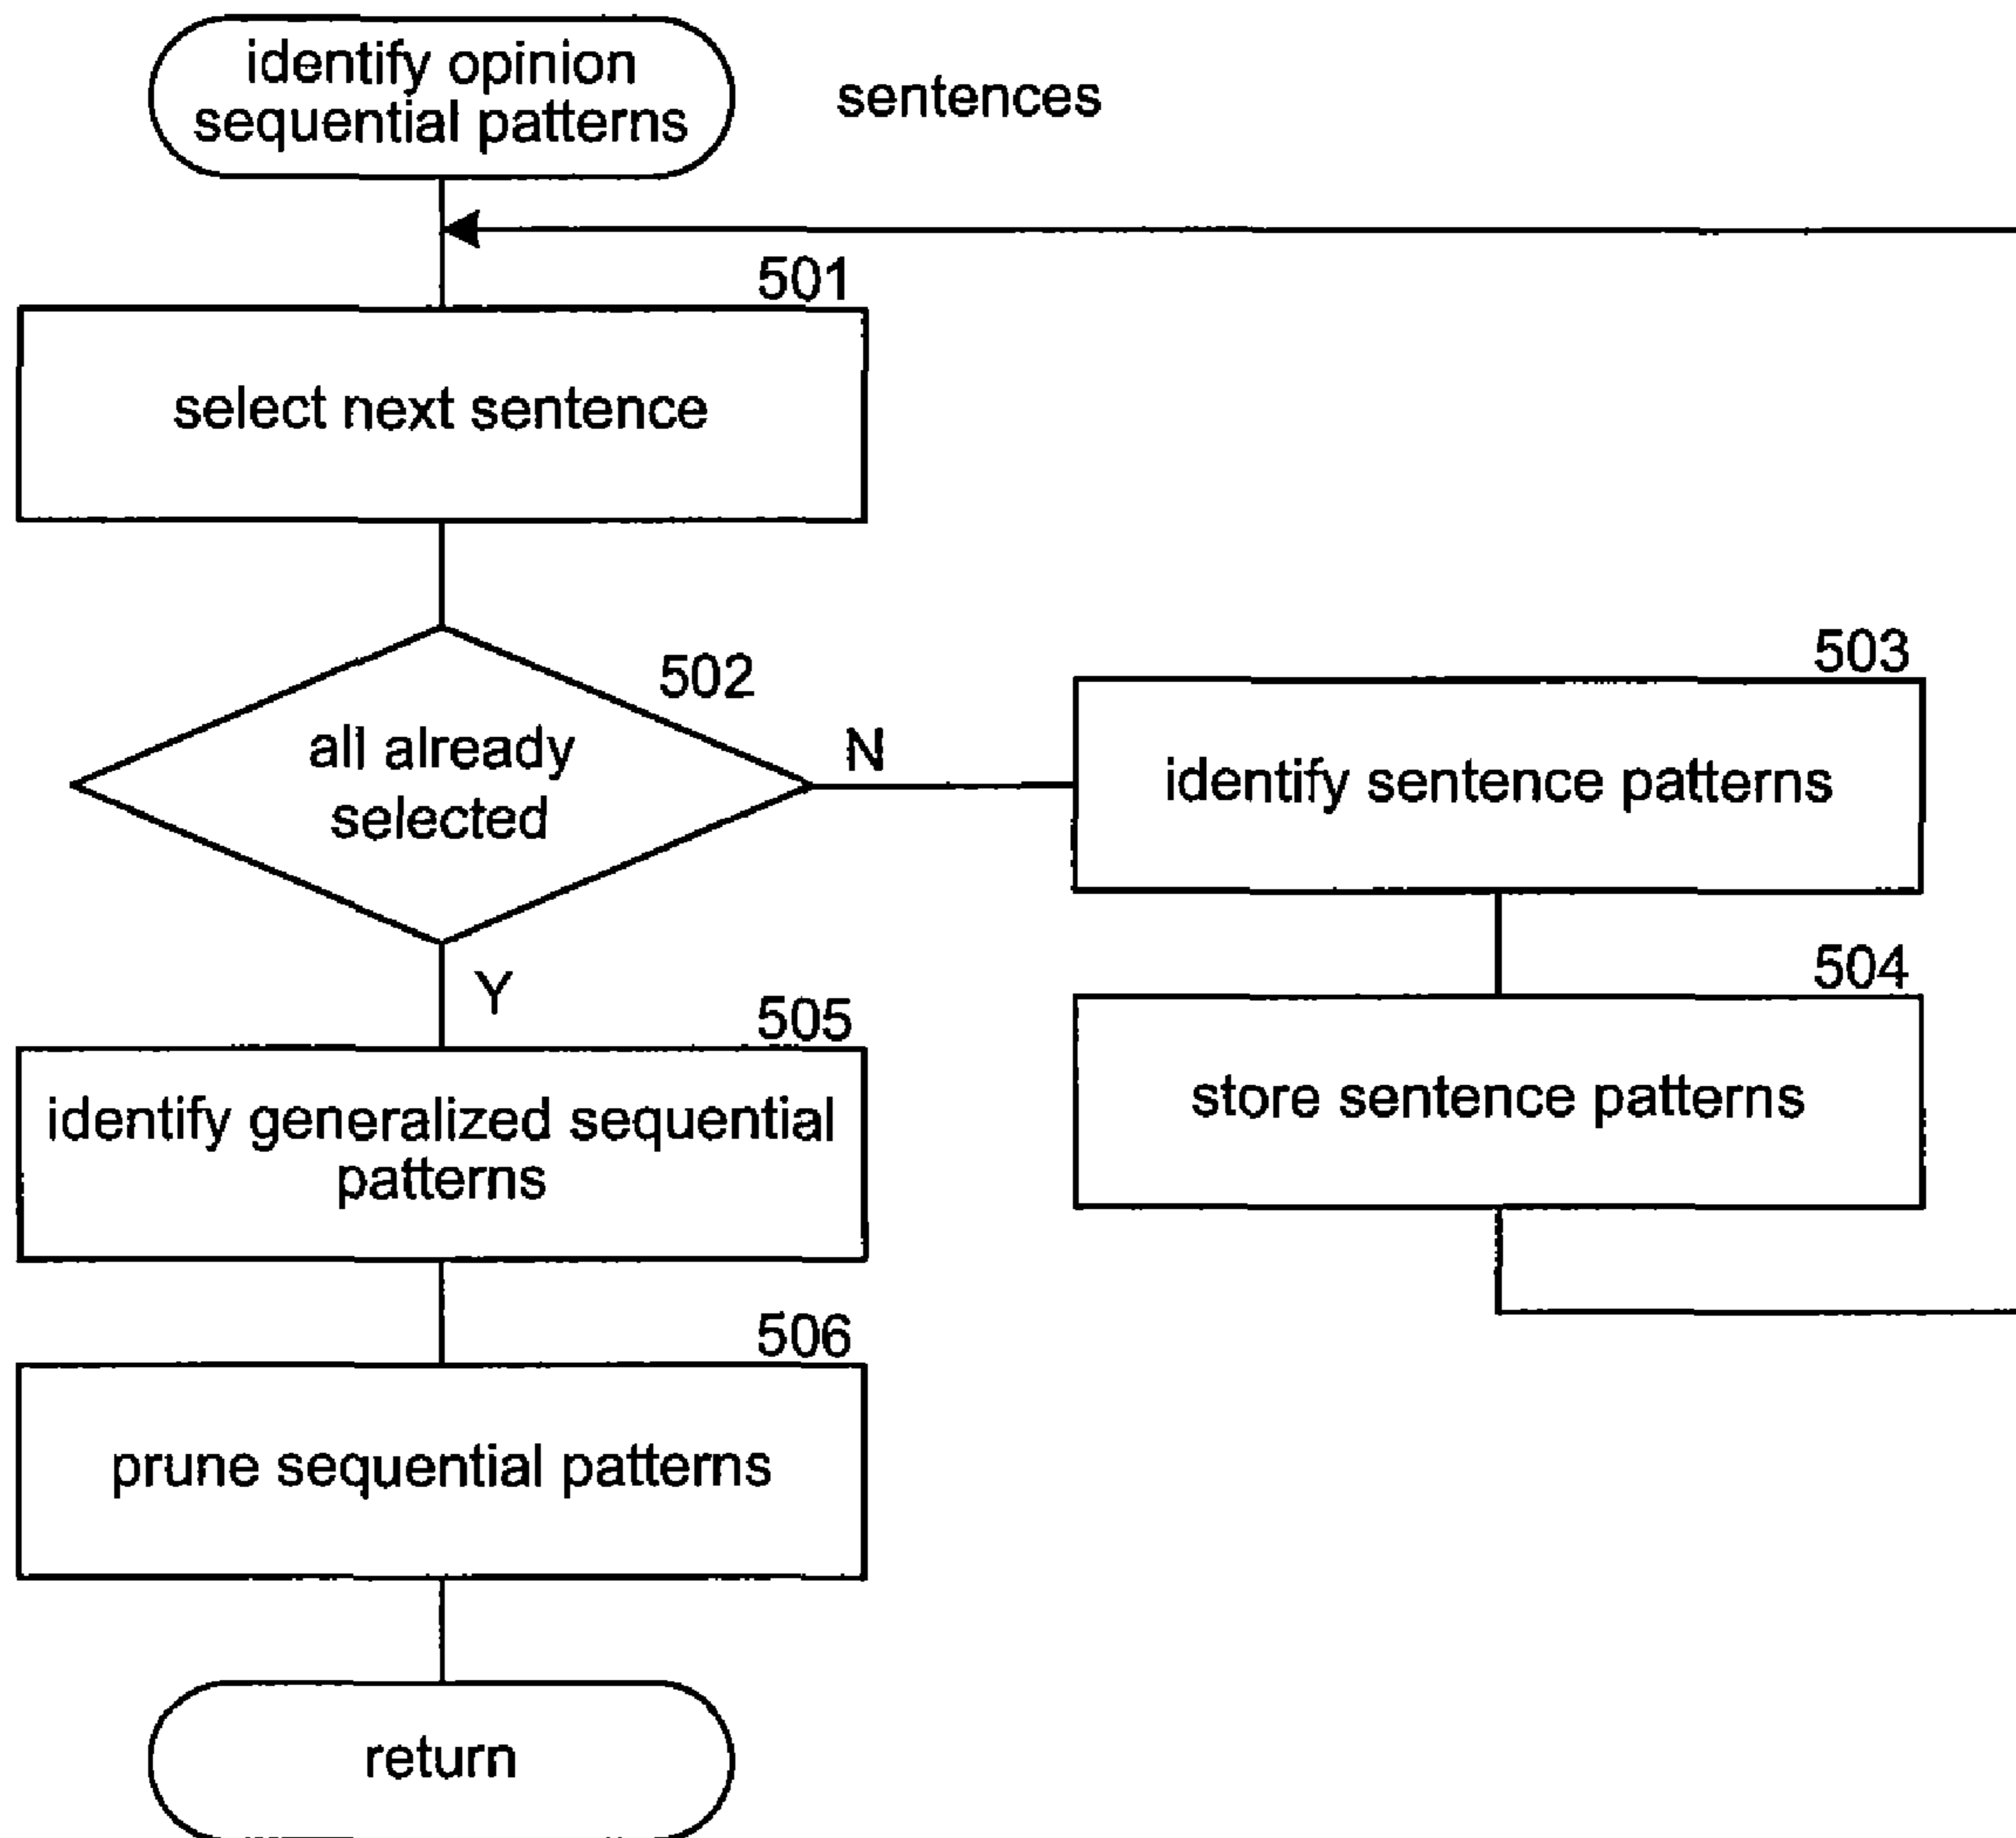 identify opinion
sequential patterns
sentences
501
select next sentence
502
all already
selected
N
503
identify sentence patterns
504
store sentence patterns
Y
505
identify generalized sequential
patterns
506
prune sequential patterns
return